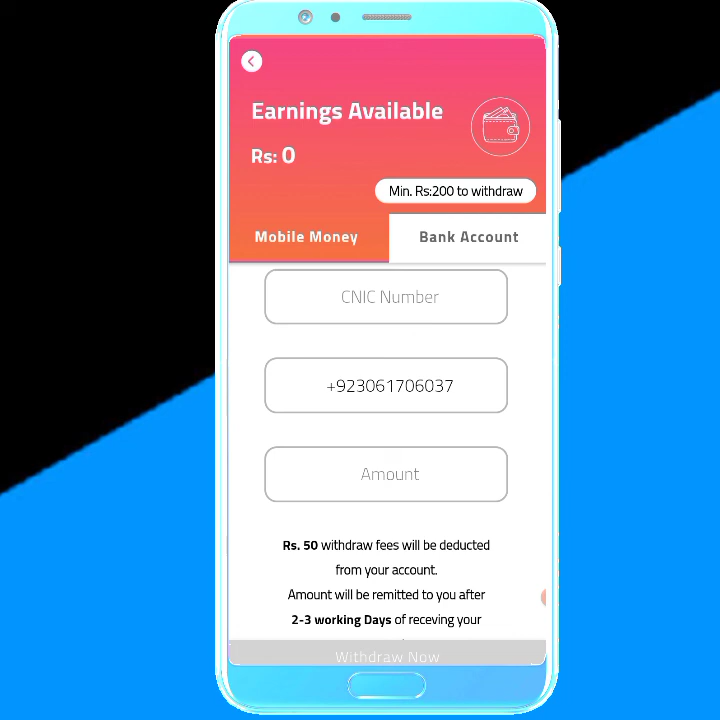 Earnings Available
Rs: 0
Min. Rs:200 to withdraw
Mobile Money
Bank Account
CNIC Number
+923061706037
Amount
Rs. 50 withdraw fees will be deducted
from your account.
Amount will be remitted to you after
2-3 working Days of receving your
Withdraw Now